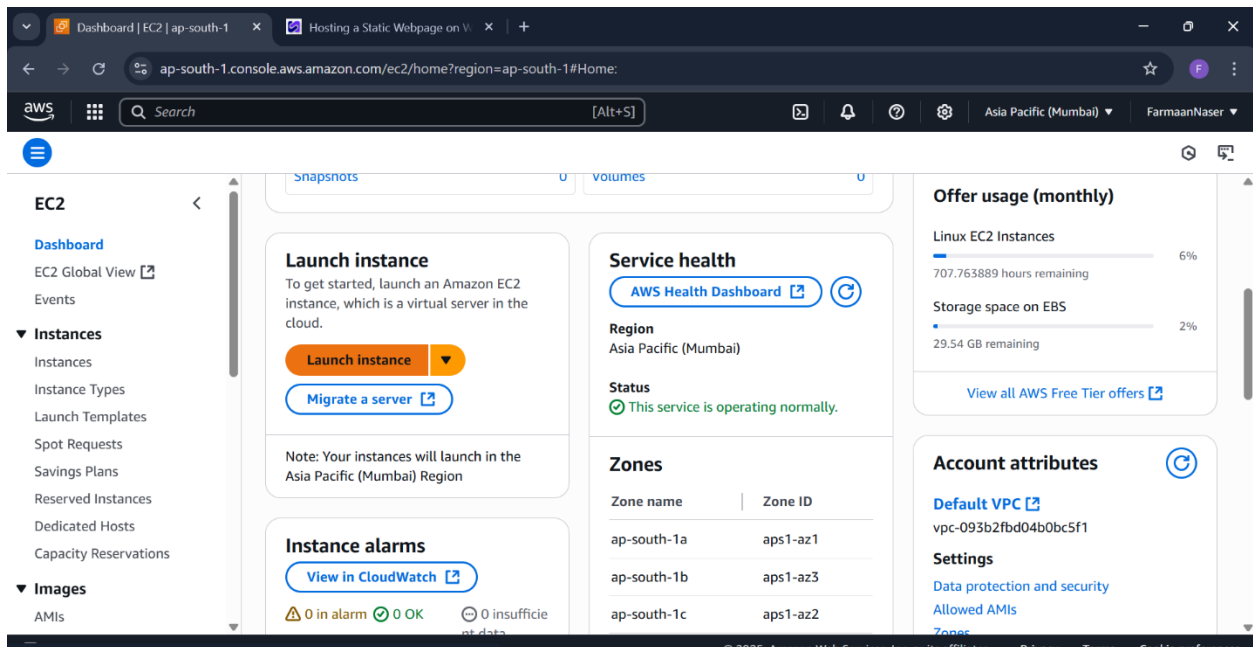 Dashboard | EC2 | ap-south-1
Hosting a Static Webpage on W
ap-south-1.console.aws.amazon.com/ec2/home?region=ap-south-1#Home:
F
aws
Search
[Alt+S]
Asia Pacific (Mumbai)
FarmaanNaser
EC2
Dashboard
EC2 Global View
Events
Instances
Instances
Instance Types
Launch Templates
Spot Requests
Savings Plans
Reserved Instances
Dedicated Hosts
Capacity Reservations
Images
AMIs
Snapshots 0
Volumes 0
Launch instance
To get started, launch an Amazon EC2
instance, which is a virtual server in the
cloud.
Launch instance
Migrate a server
Note: Your instances will launch in the
Asia Pacific (Mumbai) Region
Instance alarms
View in CloudWatch
0 in alarm 0 OK 0 insufficie
nt data
Service health
AWS Health Dashboard
Region
Asia Pacific (Mumbai)
Status
This service is operating normally.
Zones
Zone name Zone ID
ap-south-1a aps1-az1
ap-south-1b aps1-az3
ap-south-1c aps1-az2
Offer usage (monthly)
Linux EC2 Instances
6%
707.763889 hours remaining
Storage space on EBS
2%
29.54 GB remaining
View all AWS Free Tier offers
Account attributes
Default VPC
vpc-093b2fbd04b0bc5f1
Settings
Data protection and security
Allowed AMIs
Zones